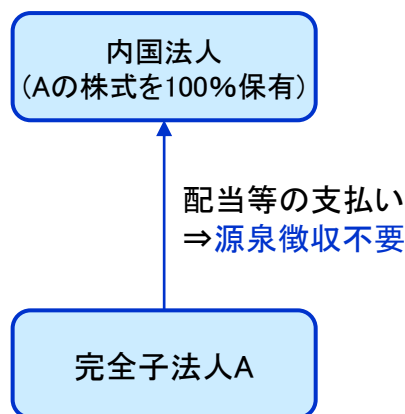 内国法人
(Aの株式を100%保有)
配当等の支払い
⇒源泉徴収不要
完全子法人A